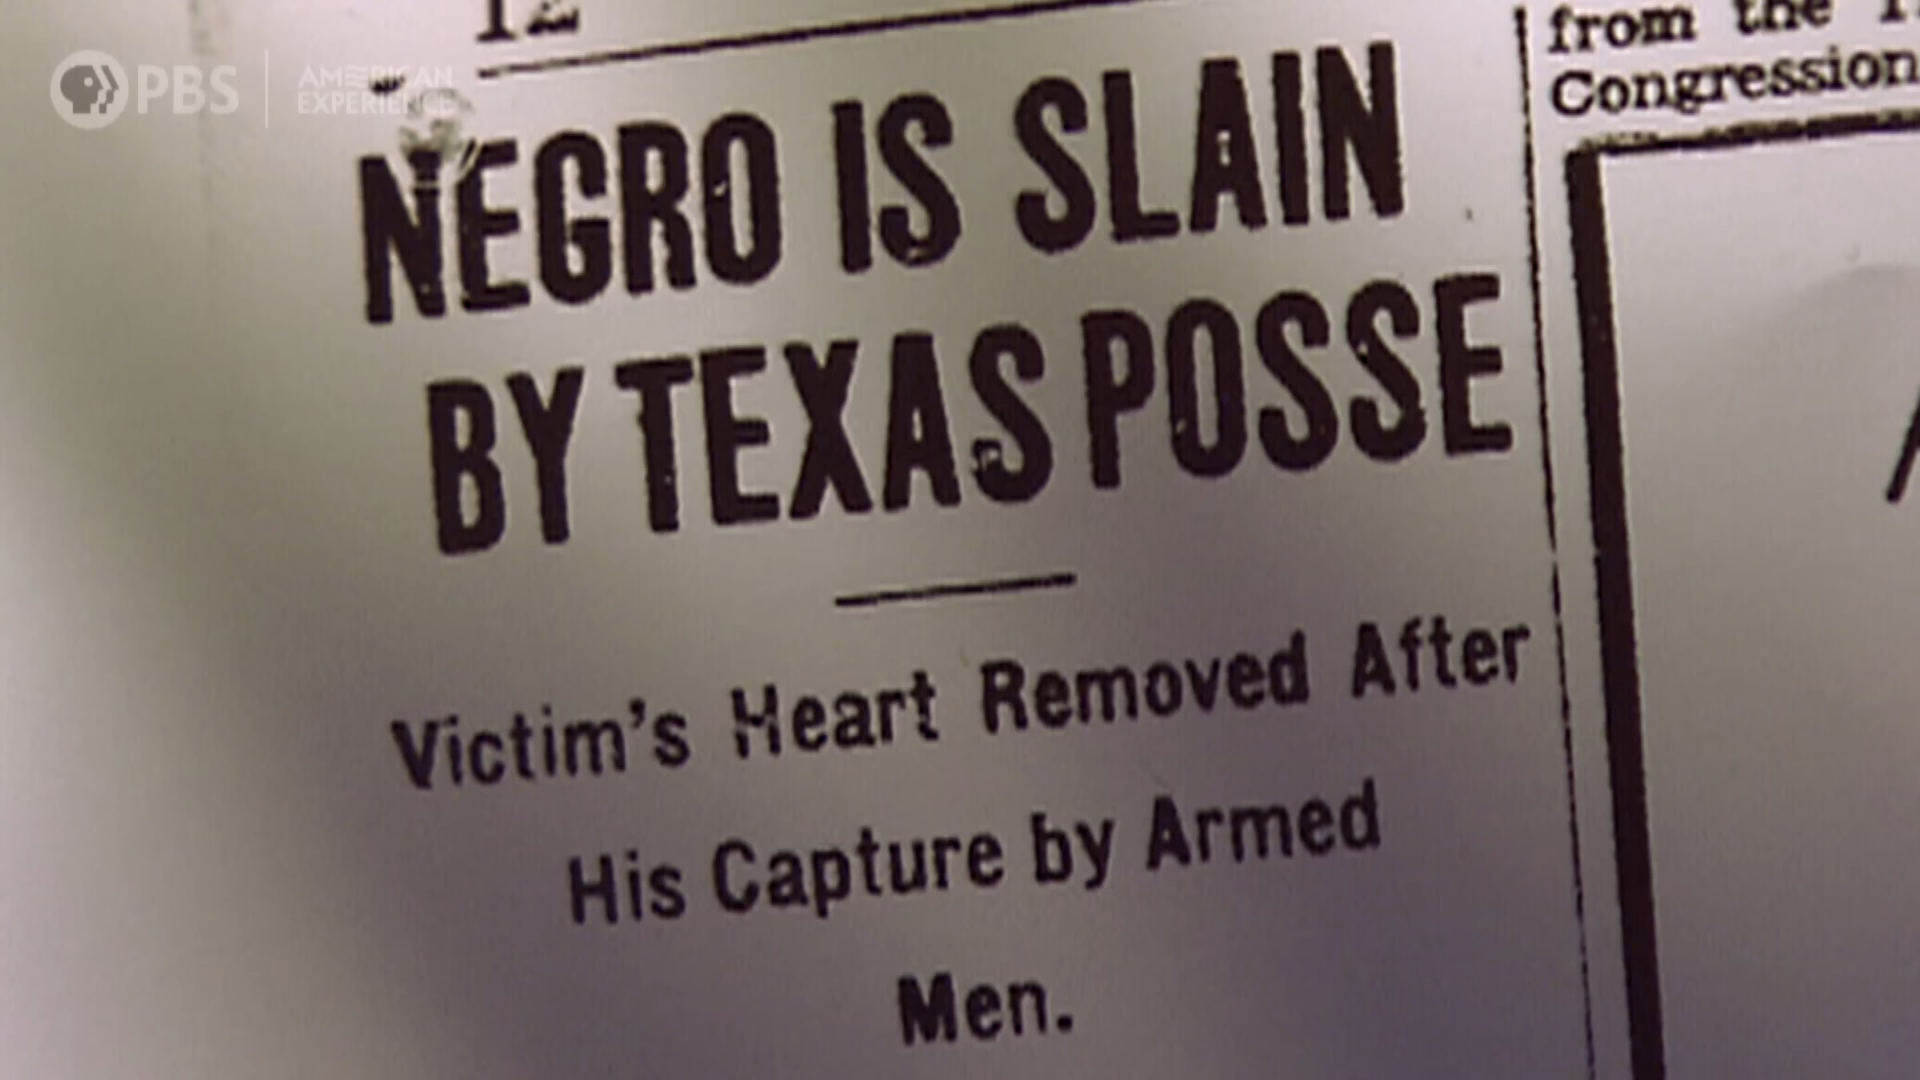 12
PBS
AMERICAN
EXPERIENCE
NEGRO IS SLAIN
BY TEXAS POSSE
Victim's Heart Removed After
His Capture by Armed
Men.
from the
Congression